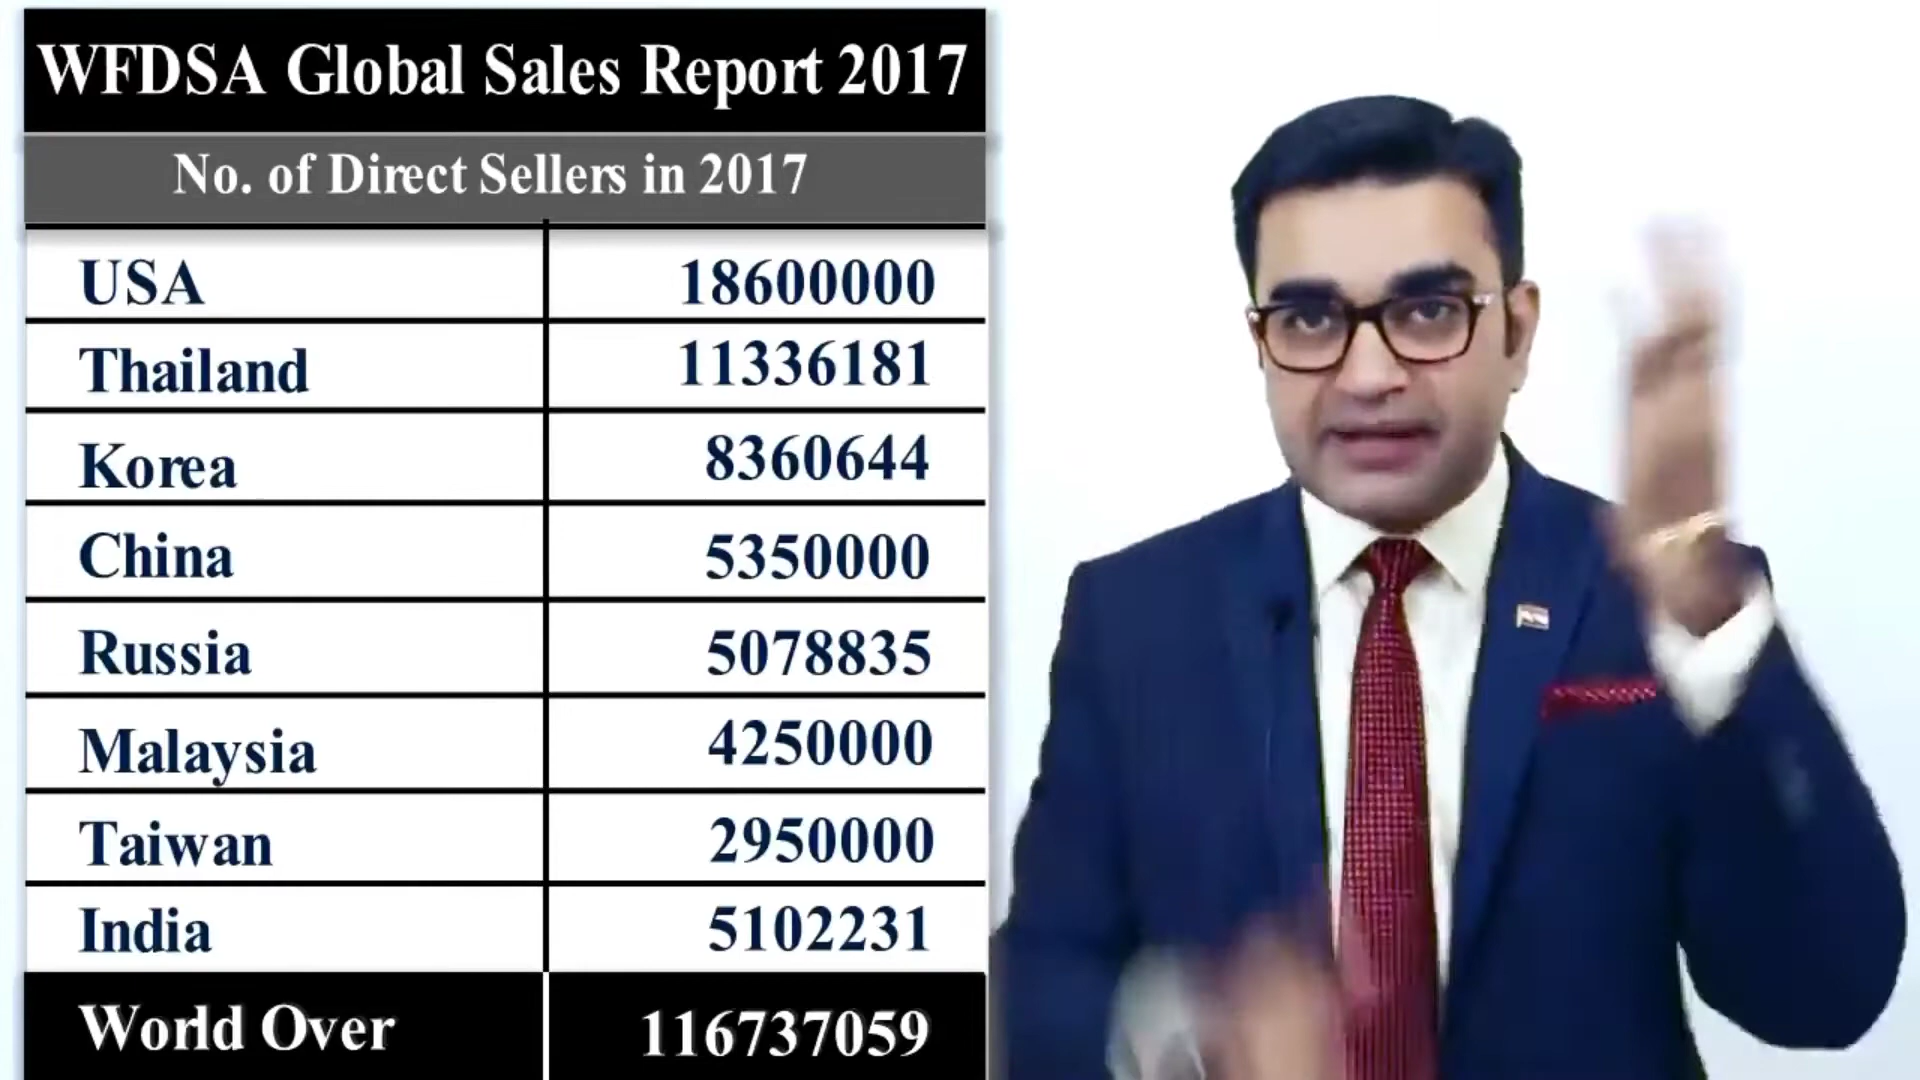 WFDSA Global Sales Report 2017
No. of Direct Sellers in 2017
USA 18600000
Thailand 11336181
Korea 8360644
China 5350000
Russia 5078835
Malaysia 4250000
Taiwan 2950000
India 5102231
World Over 116737059